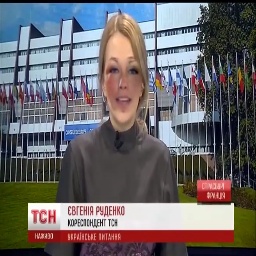 СТРАСБУРГ
ФРАНЦІЯ
ТСН
ЄВГЕНІЯ РУДЕНКО
КОРЕСПОНДЕНТ ТСН
НАЖИВО
УКРАЇНСЬКЕ ПИТАННЯ